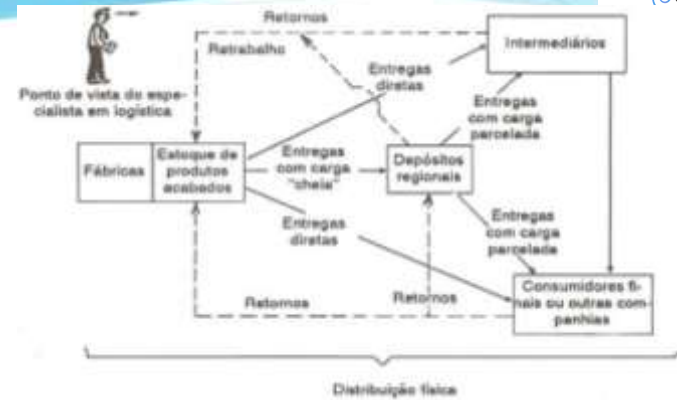 Retornos
Retrabalho
Intermediários
Ponto de vista do espe-
cialista em logística
Entregas
diretas
Entregas
com carga
parcelada
Fábricas
Estoque de
produtos
acabados
Entregas
com carga
"cheia"
Depósitos
regionais
Entregas
diretas
Entregas
com carga
parcelada
Consumidores fi-
nais ou outras com-
panhias
Retornos
Retornos
Distribuição física